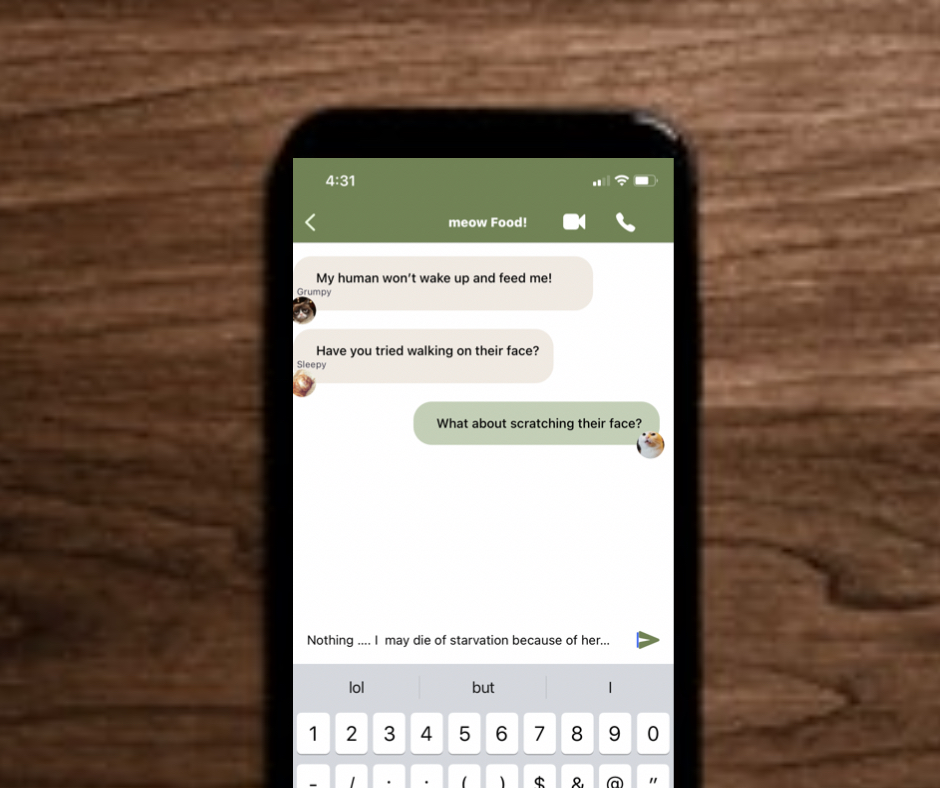 4:31
meow Food!
My human won’t wake up and feed me!
Grumpy
Have you tried walking on their face?
Sleepy
What about scratching their face?
Nothing .... I may die of starvation because of her...
lol but I
1 2 3 4 5 6 7 8 9 0
- / : ; ( ) $ & @ "